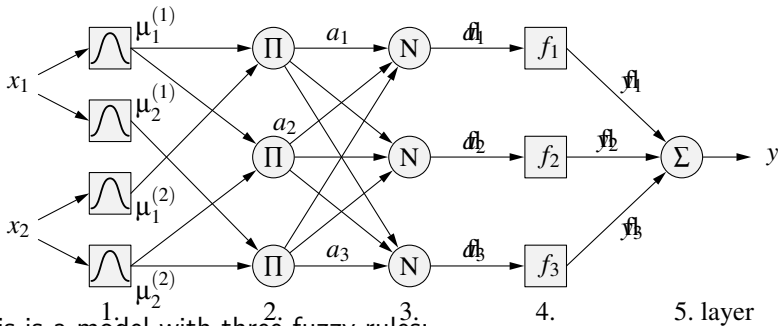 μ₁⁽¹⁾
x₁
μ₂⁽¹⁾
x₂
μ₁⁽²⁾
μ₂⁽²⁾
Π
Π
Π
a₁
a₂
a₃
N
N
N
f₁
f₂
f₃
Σ
y
1. 2. 3. 4. 5. layer
is a model with three fuzzy rules: